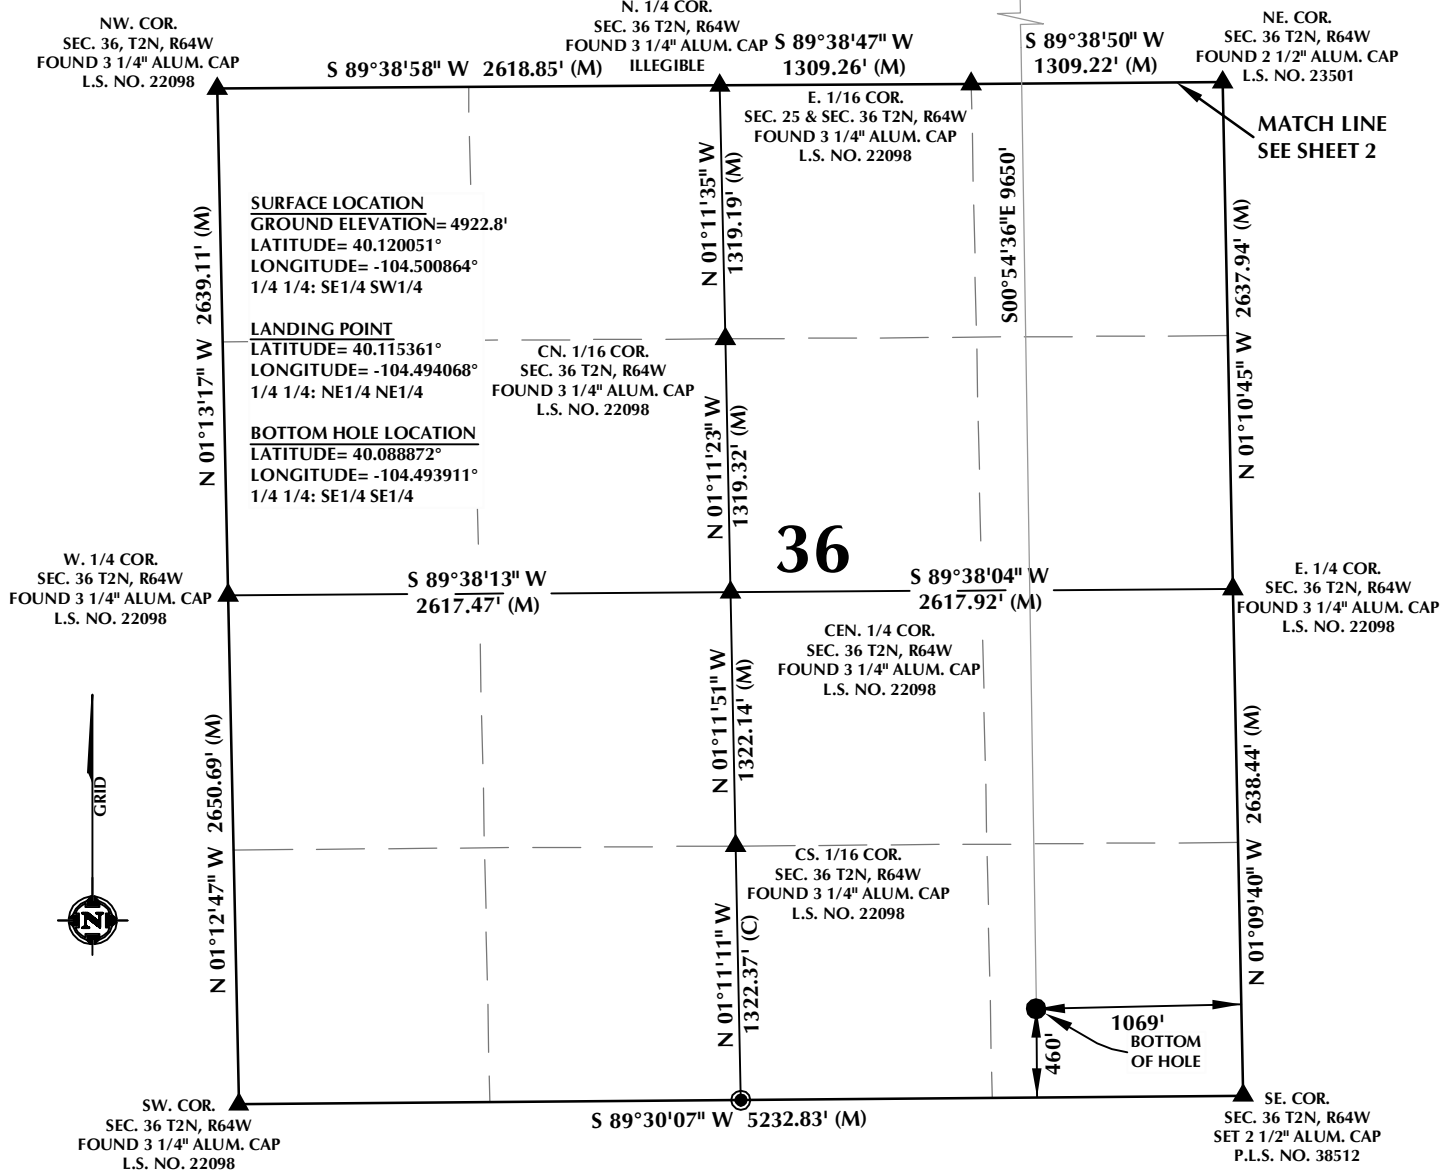 NW. COR.
SEC. 36, T2N, R64W
FOUND 3 1/4" ALUM. CAP
L.S. NO. 22098
S 89°38'58" W 2618.85' (M)
N. 1/4 COR.
SEC. 36 T2N, R64W
FOUND 3 1/4" ALUM. CAP
ILLEGIBLE
S 89°38'47" W
1309.26' (M)
S 89°38'50" W
1309.22' (M)
NE. COR.
SEC. 36 T2N, R64W
FOUND 2 1/2" ALUM. CAP
L.S. NO. 23501
E. 1/16 COR.
SEC. 25 & SEC. 36 T2N, R64W
FOUND 3 1/4" ALUM. CAP
L.S. NO. 22098
MATCH LINE
SEE SHEET 2
SURFACE LOCATION
GROUND ELEVATION= 4922.8'
LATITUDE= 40.120051°
LONGITUDE= -104.500864°
1/4 1/4: SE1/4 SW1/4
LANDING POINT
LATITUDE= 40.115361°
LONGITUDE= -104.494068°
1/4 1/4: NE1/4 NE1/4
BOTTOM HOLE LOCATION
LATITUDE= 40.088872°
LONGITUDE= -104.493911°
1/4 1/4: SE1/4 SE1/4
N 01°13'17" W 2639.11' (M)
N 01°11'35" W
1319.19' (M)
S00°54'36"E 9650'
N 01°10'45" W 2637.94' (M)
CN. 1/16 COR.
SEC. 36 T2N, R64W
FOUND 3 1/4" ALUM. CAP
L.S. NO. 22098
N 01°11'23" W
1319.32' (M)
36
W. 1/4 COR.
SEC. 36 T2N, R64W
FOUND 3 1/4" ALUM. CAP
L.S. NO. 22098
S 89°38'13" W
2617.47' (M)
S 89°38'04" W
2617.92' (M)
E. 1/4 COR.
SEC. 36 T2N, R64W
FOUND 3 1/4" ALUM. CAP
L.S. NO. 22098
CEN. 1/4 COR.
SEC. 36 T2N, R64W
FOUND 3 1/4" ALUM. CAP
L.S. NO. 22098
N 01°11'51" W
1322.14' (M)
GRID
N
N 01°12'47" W 2650.69' (M)
N 01°09'40" W 2638.44' (M)
CS. 1/16 COR.
SEC. 36 T2N, R64W
FOUND 3 1/4" ALUM. CAP
L.S. NO. 22098
N 01°11'11" W
1322.37' (C)
1069'
460'
BOTTOM
OF HOLE
SW. COR.
SEC. 36 T2N, R64W
FOUND 3 1/4" ALUM. CAP
L.S. NO. 22098
S 89°30'07" W 5232.83' (M)
SE. COR.
SEC. 36 T2N, R64W
SET 2 1/2" ALUM. CAP
P.L.S. NO. 38512